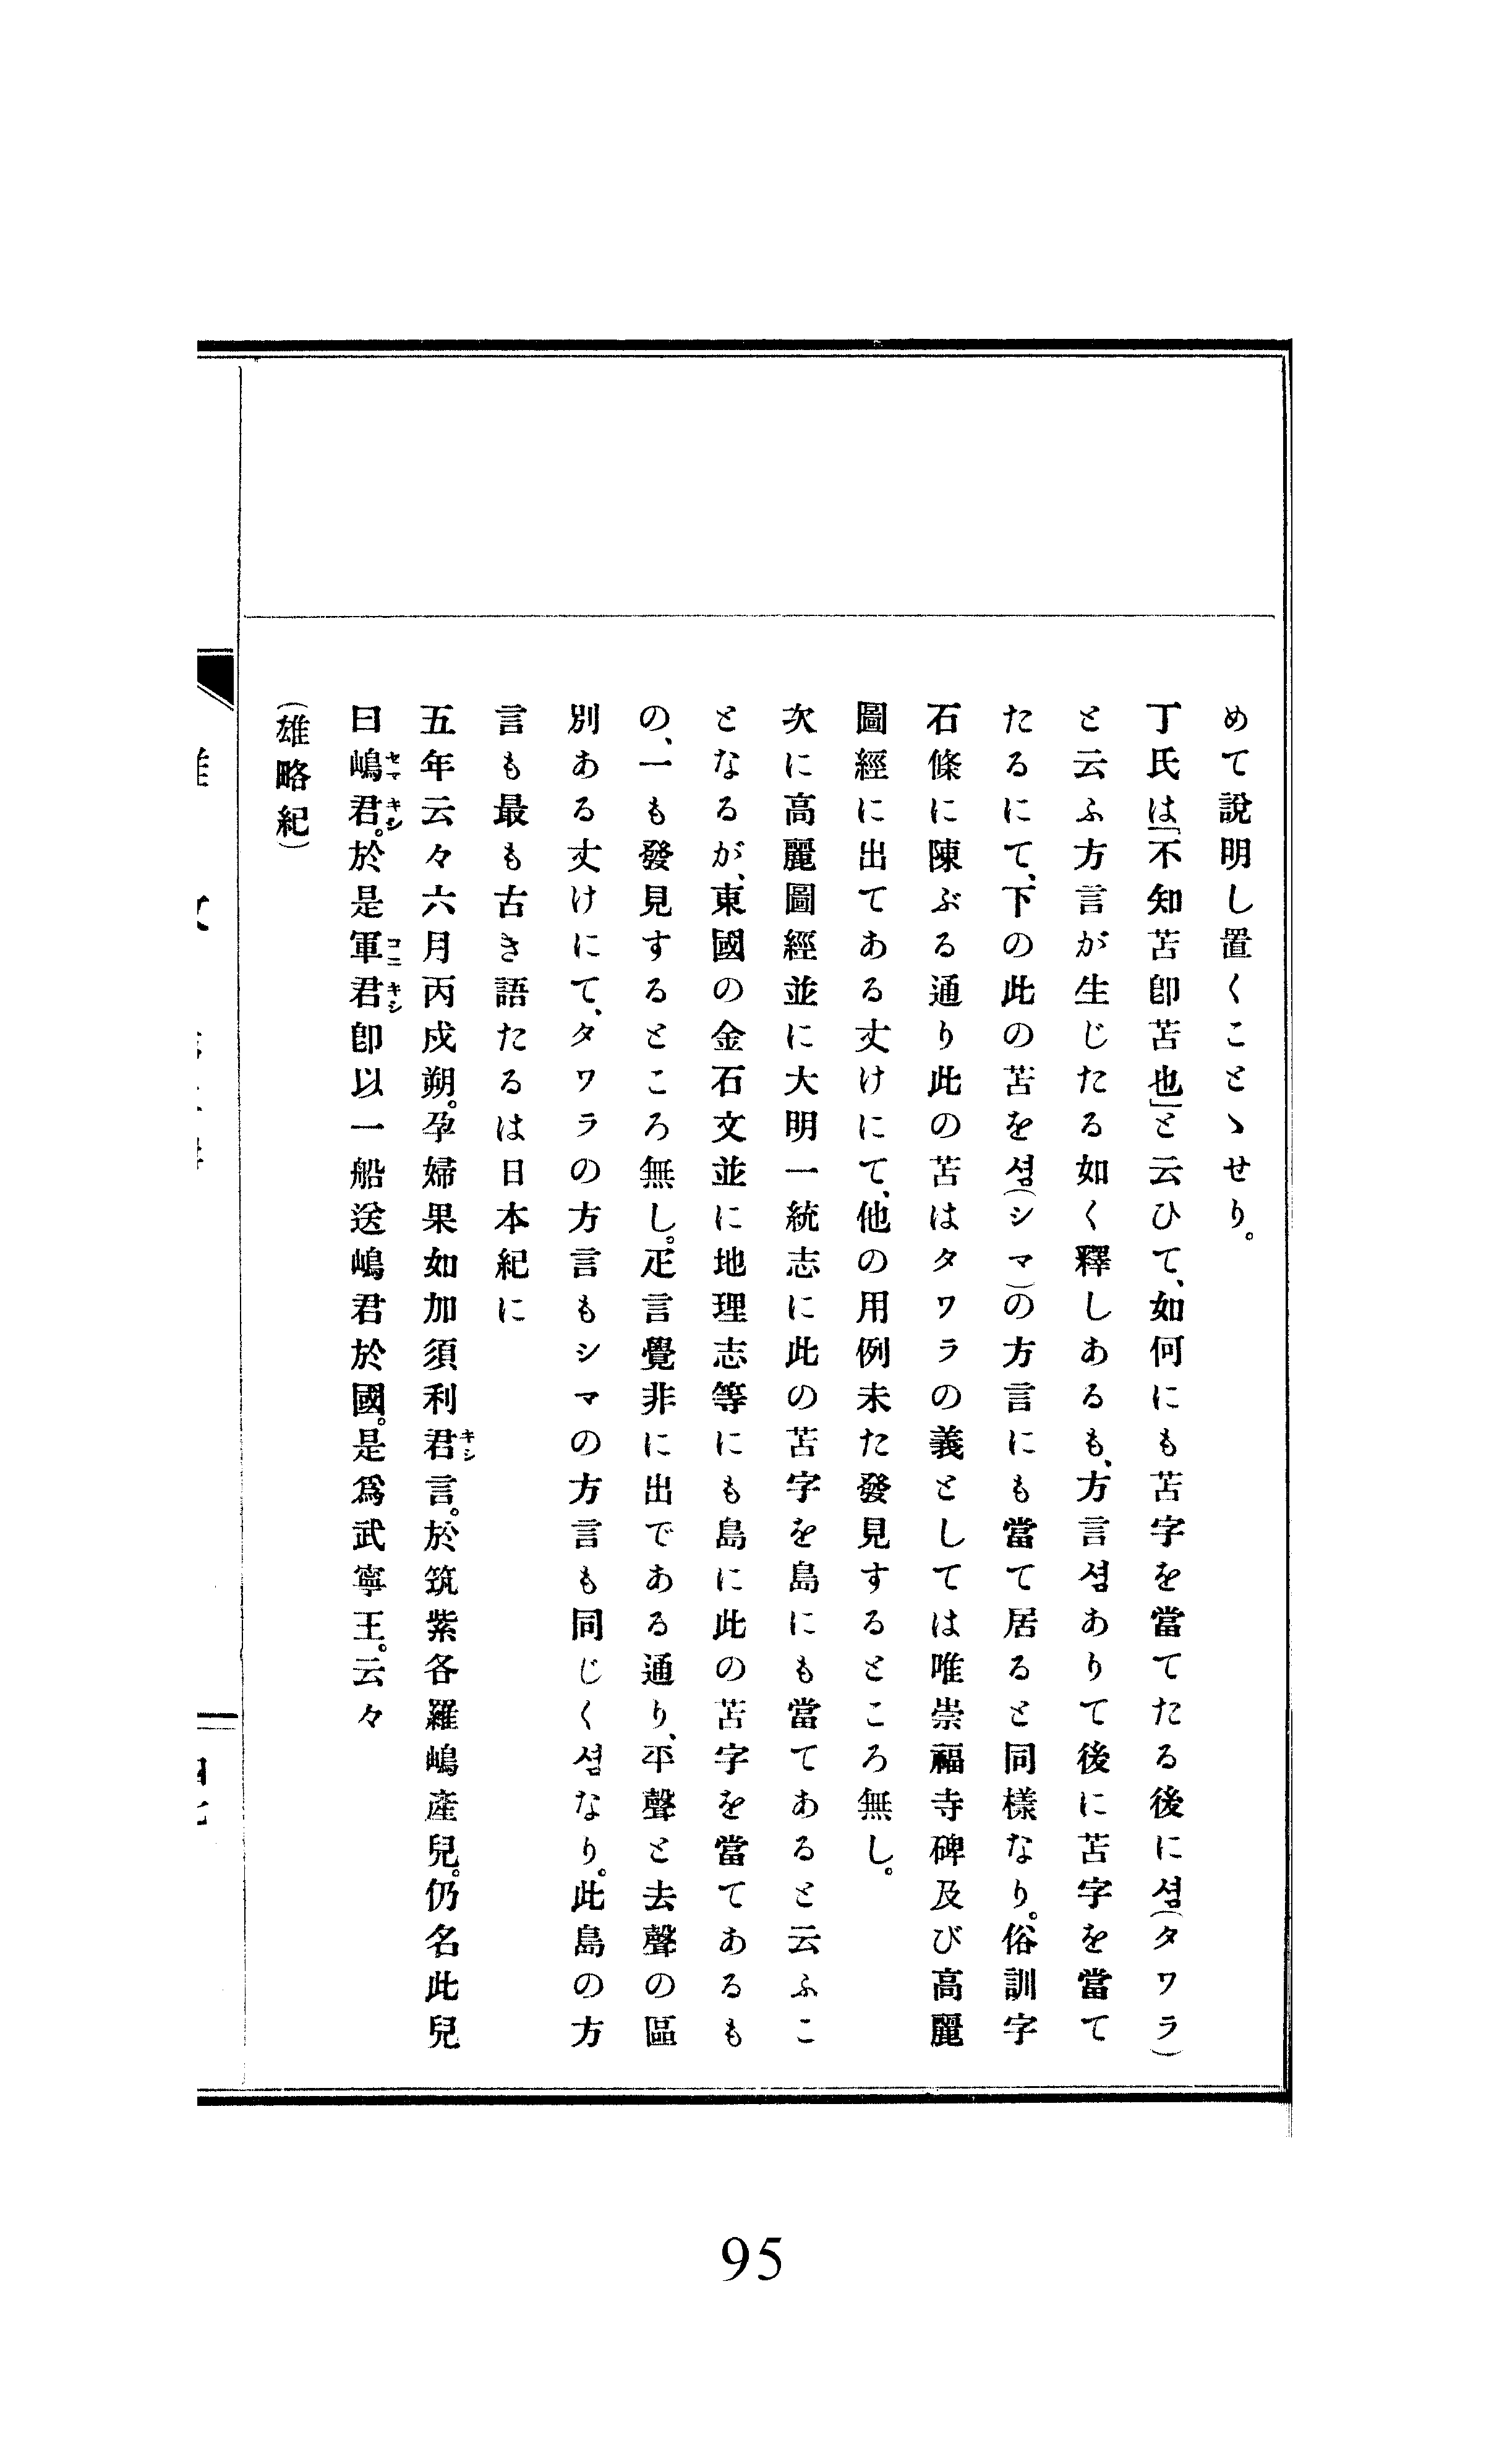 めて說明し置くことゝせり。
丁氏は「不知苫卽苫也」と云ひて、如何にも苫字を當てたる後に섬(タワラ)
と云ふ方言が生じたる如く釋しあるも、方言섬ありて後に苫字を當て
たるにて、下の此の苫を섬(シマ)の方言にも當て居ると同樣なり。俗訓字
石條に陳ぶる通り此の苫はタワラの義としては唯崇福寺碑及び高麗
圖經に出てある丈けにて、他の用例未た發見するところ無し。
次に高麗圖經並に大明一統志に此の苫字を島にも當てあると云ふこ
となるが、東國の金石文並に地理志等にも島に此の苫字を當てあるも
の、一も發見するところ無し。疋言覺非に出である通り、平聲と去聲の區
別ある丈けにて、タワラの方言もシマの方言も同じく섬なり。此島の方
言も最も古き語たるは日本紀に
五年云々六月丙戍朔。孕婦果如加須利君キシ言。於筑紫各羅嶋產兒。仍名此兒
曰嶋セマ君キシ。於是軍コニ君キシ卽以一船送嶋君於國。是爲武寧王。云々
(雄略紀)
95